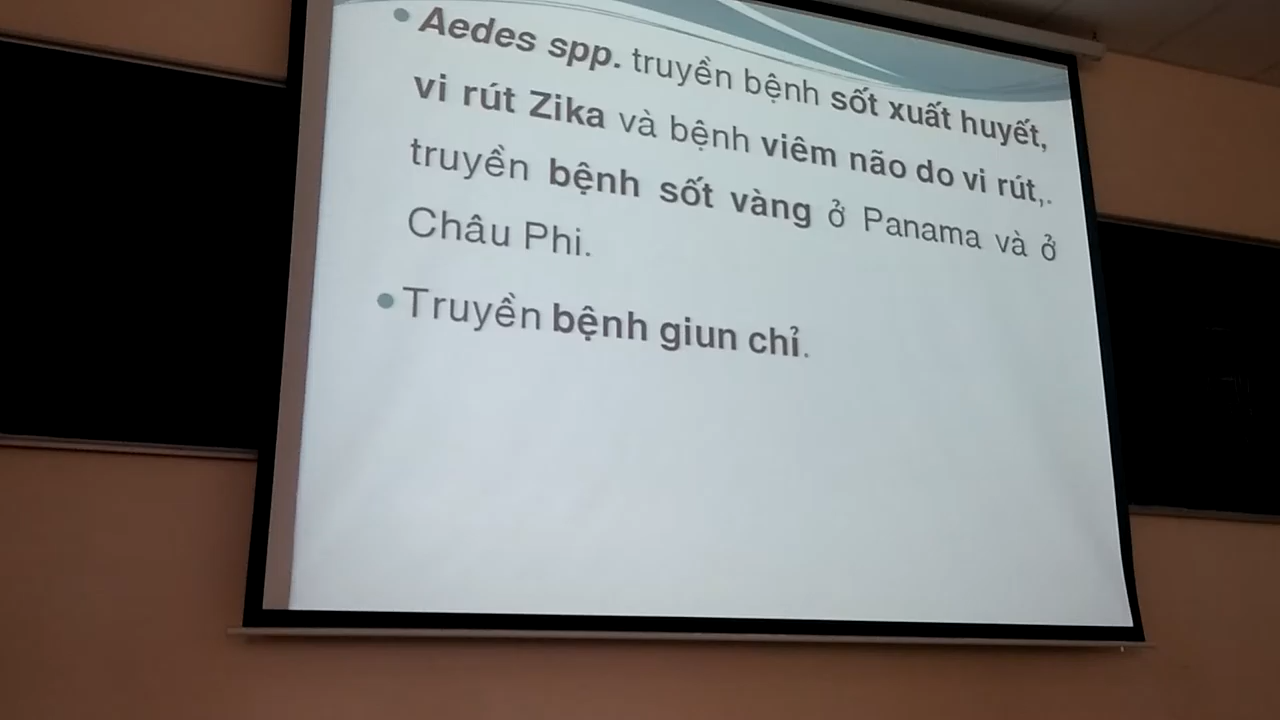 • Aedes spp. truyền bệnh sốt xuất huyết,
vi rút Zika và bệnh viêm não do vi rút,.
truyền bệnh sốt vàng ở Panama và ở
Châu Phi.
• Truyền bệnh giun chỉ.